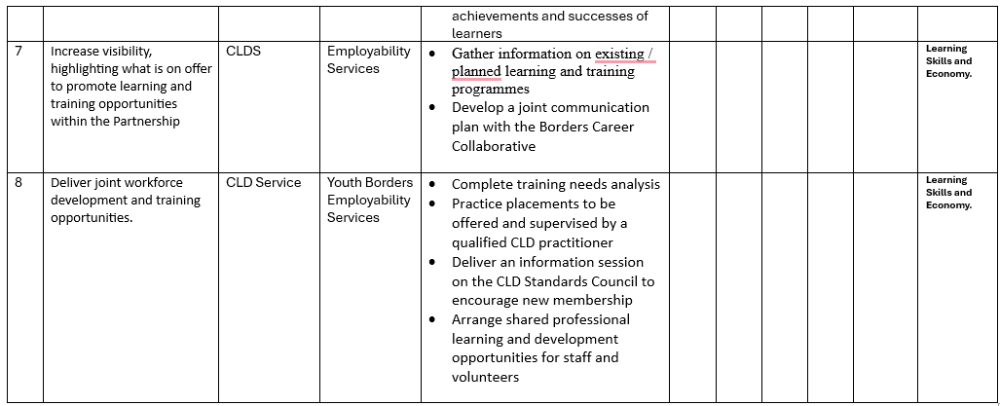 achievements and successes of
learners
7
Increase visibility,
highlighting what is on offer
to promote learning and
training opportunities
within the Partnership
CLDS
Employability
Services
• Gather information on existing /
planned learning and training
programmes
• Develop a joint communication
plan with the Borders Career
Collaborative
Learning
Skills and
Economy.
8
Deliver joint workforce
development and training
opportunities.
CLD Service
Youth Borders
Employability
Services
• Complete training needs analysis
• Practice placements to be
offered and supervised by a
qualified CLD practitioner
• Deliver an information session
on the CLD Standards Council to
encourage new membership
• Arrange shared professional
learning and development
opportunities for staff and
volunteers
Learning
Skills and
Economy.